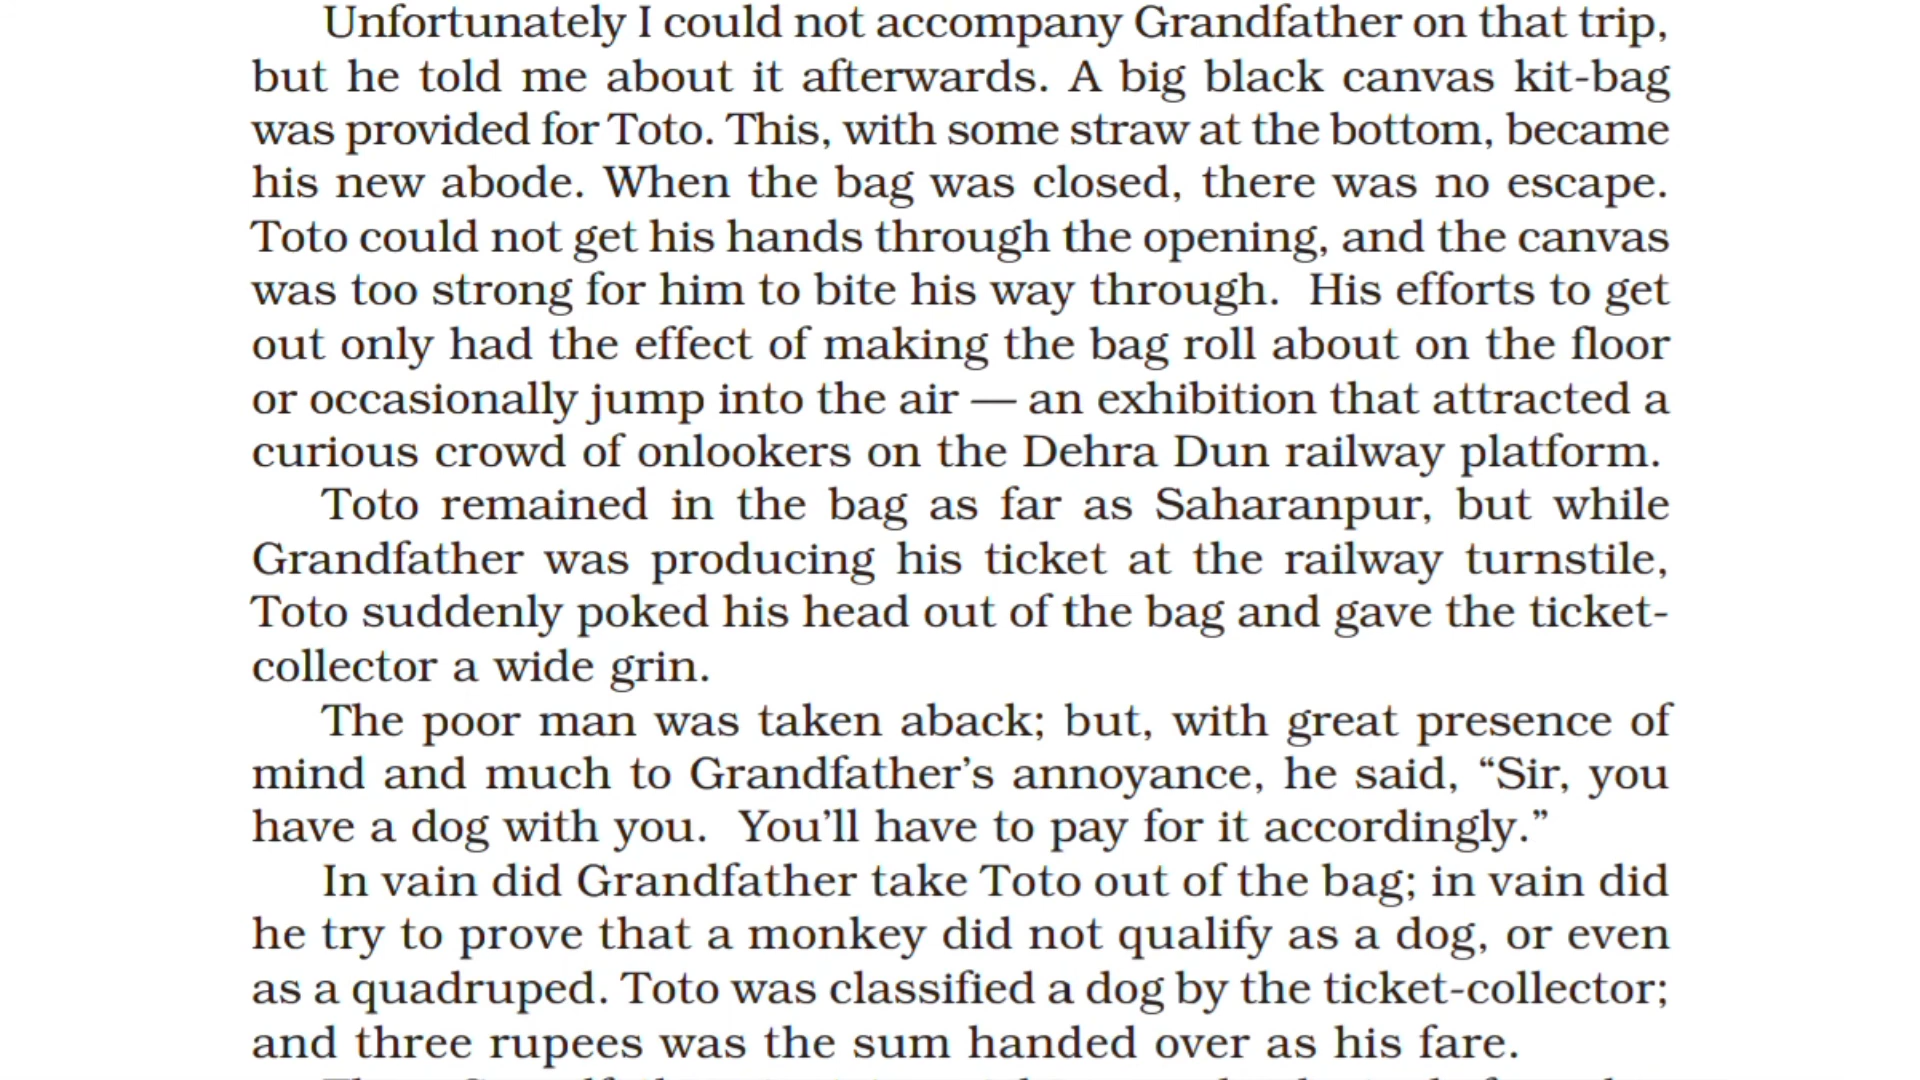 Unfortunately I could not accompany Grandfather on that trip,
but he told me about it afterwards. A big black canvas kit-bag
was provided for Toto. This, with some straw at the bottom, became
his new abode. When the bag was closed, there was no escape.
Toto could not get his hands through the opening, and the canvas
was too strong for him to bite his way through. His efforts to get
out only had the effect of making the bag roll about on the floor
or occasionally jump into the air — an exhibition that attracted a
curious crowd of onlookers on the Dehra Dun railway platform.
Toto remained in the bag as far as Saharanpur, but while
Grandfather was producing his ticket at the railway turnstile,
Toto suddenly poked his head out of the bag and gave the ticket-
collector a wide grin.
The poor man was taken aback; but, with great presence of
mind and much to Grandfather’s annoyance, he said, “Sir, you
have a dog with you. You’ll have to pay for it accordingly.”
In vain did Grandfather take Toto out of the bag; in vain did
he try to prove that a monkey did not qualify as a dog, or even
as a quadruped. Toto was classified a dog by the ticket-collector;
and three rupees was the sum handed over as his fare.